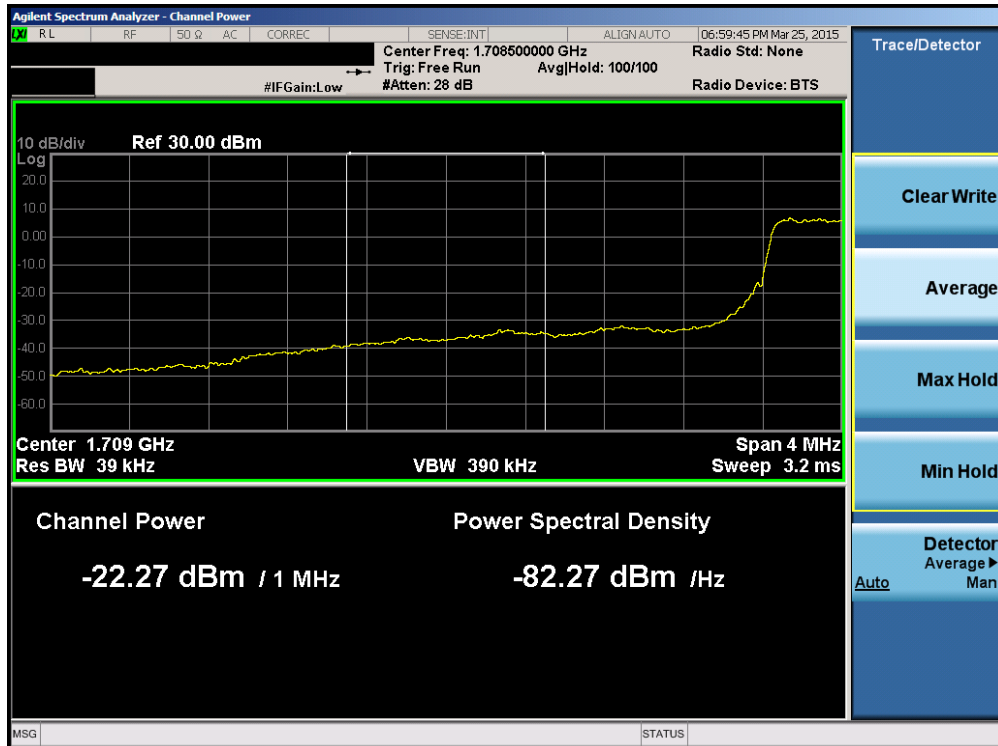 Agilent Spectrum Analyzer - Channel Power
LXI RL RF 50 Ω AC CORREC SENSE:INT ALIGN AUTO 06:59:45 PM Mar 25, 2015
Center Freq: 1.708500000 GHz Radio Std: None
Trig: Free Run Avg|Hold: 100/100
#IFGain:Low #Atten: 28 dB Radio Device: BTS
10 dB/div Ref 30.00 dBm
Log
20.0
10.0
0.00
-10.0
-20.0
-30.0
-40.0
-50.0
-60.0
Center 1.709 GHz Span 4 MHz
Res BW 39 kHz VBW 390 kHz Sweep 3.2 ms
Channel Power Power Spectral Density
-22.27 dBm / 1 MHz -82.27 dBm /Hz
MSG STATUS
Trace/Detector
Clear Write
Average
Max Hold
Min Hold
Detector
Average▶
Auto Man